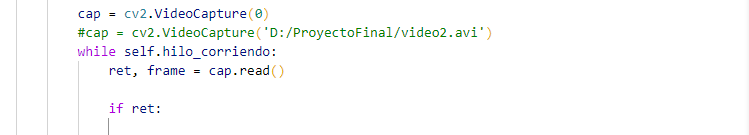 cap = cv2.VideoCapture(0)
#cap = cv2.VideoCapture('D:/ProyectoFinal/video2.avi')
while self.hilo_corriendo:
ret, frame = cap.read()
if ret: